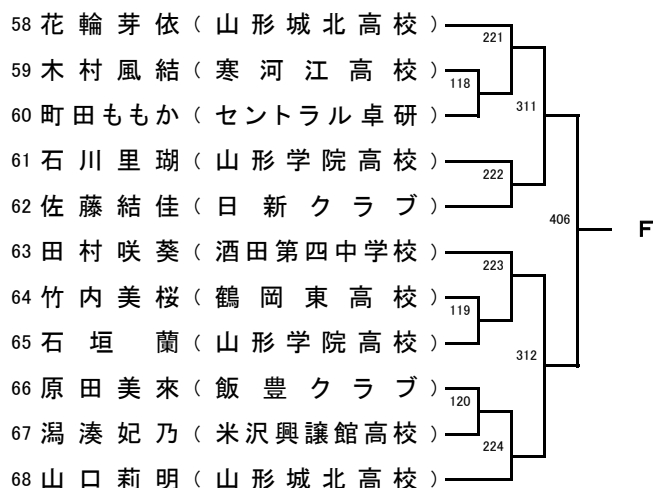 58 花輪芽依 ( 山形城北高校 )
221
59 木村風結 ( 寒河江高校 )
118
311
60 町田ももか ( セントラル卓研 )
61 石川里瑚 ( 山形学院高校 )
222
62 佐藤結佳 ( 日新クラブ )
406
F
63 田村咲葵 ( 酒田第四中学校 )
223
64 竹内美桜 ( 鶴岡東高校 )
119
65 石垣蘭 ( 山形学院高校 )
312
66 原田美來 ( 飯豊クラブ )
120
67 潟湊妃乃 ( 米沢興譲館高校 )
224
68 山口莉明 ( 山形城北高校 )